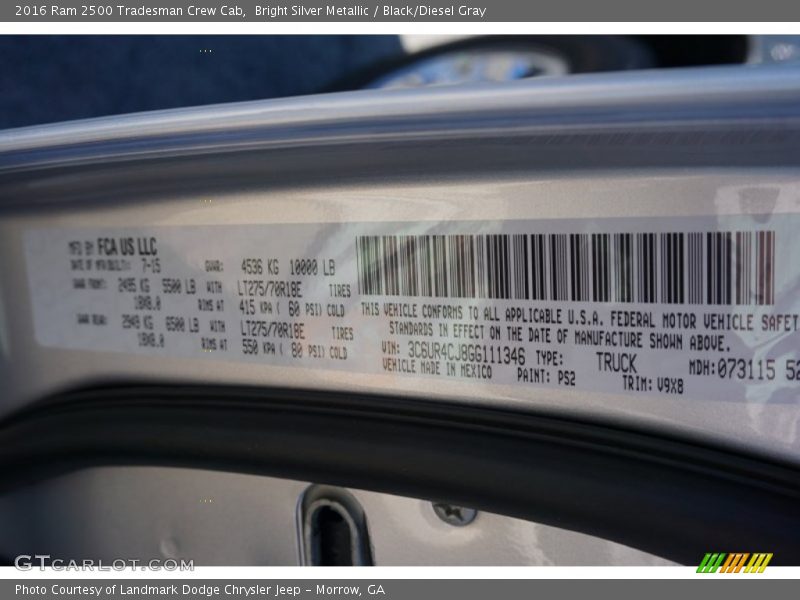 2016 Ram 2500 Tradesman Crew Cab,  Bright Silver Metallic / Black/Diesel Gray
MFD BY FCA US LLC
DATE OF MFR(BUILT): 7-15 GVWR: 4536 KG 10000 LB
GAWR FRONT: 2495 KG 5500 LB WITH LT275/70R18E TIRES
18X8.0 RIMS AT 415 KPA ( 60 PSI) COLD
GAWR REAR: 2948 KG 6500 LB WITH LT275/70R18E TIRES
18X8.0 RIMS AT 550 KPA ( 80 PSI) COLD
THIS VEHICLE CONFORMS TO ALL APPLICABLE U.S.A. FEDERAL MOTOR VEHICLE SAFET
STANDARDS IN EFFECT ON THE DATE OF MANUFACTURE SHOWN ABOVE.
VIN: 3C6UR4CJ8GG111346 TYPE: TRUCK MDH:073115 52
VEHICLE MADE IN MEXICO PAINT: PS2 TRIM: V9X8
GTCARLOT.COM
Photo Courtesy of Landmark Dodge Chrysler Jeep – Morrow, GA